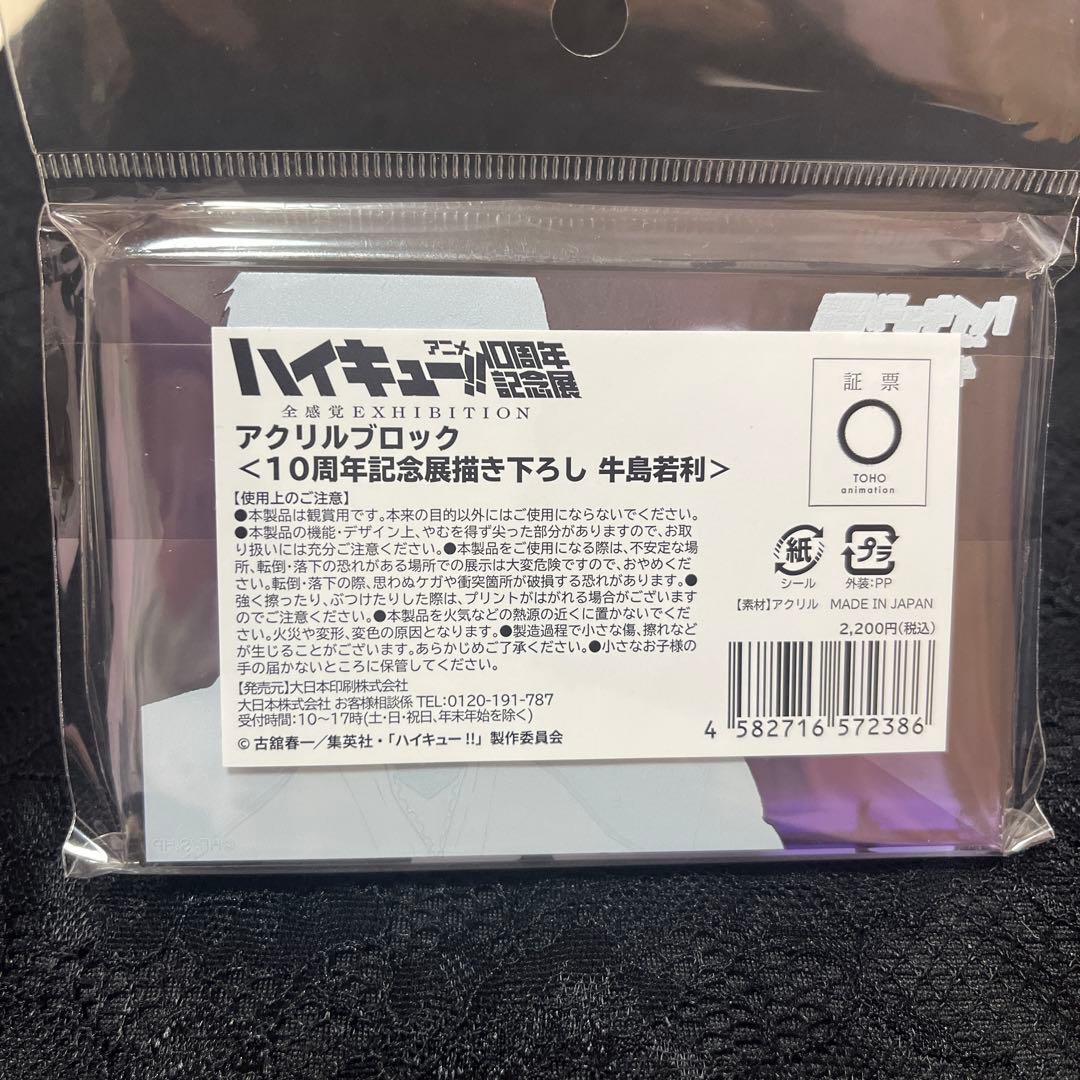 アニメ
ハイキュー!!10周年記念展
全感覚EXHIBITION
アクリルブロック
<10周年記念展描き下ろし 牛島若利>
【使用上のご注意】
●本製品は観賞用です。本来の目的以外にはご使用にならないでください。
●本製品の機能・デザイン上、やむを得ず尖った部分がありますので、お取
り扱いには充分ご注意ください。●本製品をご使用になる際は、不安定な場
所、転倒・落下の恐れがある場所での展示は大変危険ですので、おやめくだ
さい。転倒・落下の際、思わぬケガや衝突箇所が破損する恐れがあります。●
強く擦ったり、ぶつけたりした際は、プリントがはがれる場合がございます
のでご注意ください。●本製品を火気などの熱源の近くに置かないでくだ
さい。火災や変形、変色の原因となります。●製造過程で小さな傷、擦れなど
が生じることがございます。あらかじめご了承ください。●小さなお子様の
手の届かないところに保管してください。
【発売元】大日本印刷株式会社
大日本株式会社 お客様相談係 TEL:0120-191-787
受付時間:10～17時(土・日・祝日、年末年始を除く)
©古舘春一／集英社・「ハイキュー!!」製作委員会
証票
TOHO
animation
紙
シール
プラ
外装:PP
【素材】アクリル MADE IN JAPAN
2,200円(税込)
4 582716 572386